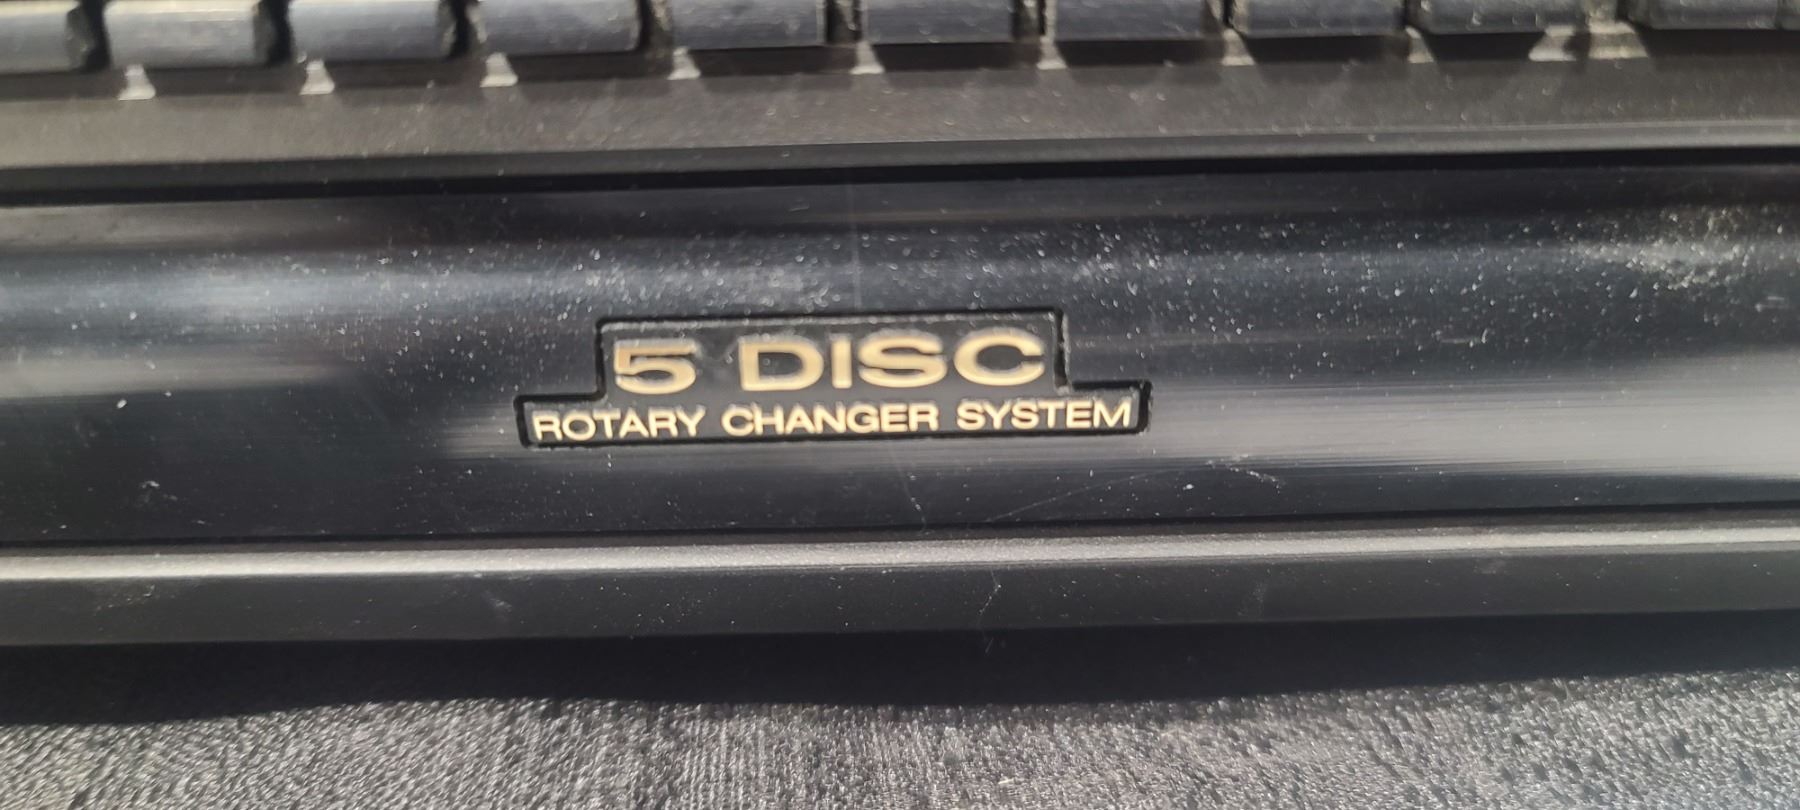 5 DISC
ROTARY CHANGER SYSTEM